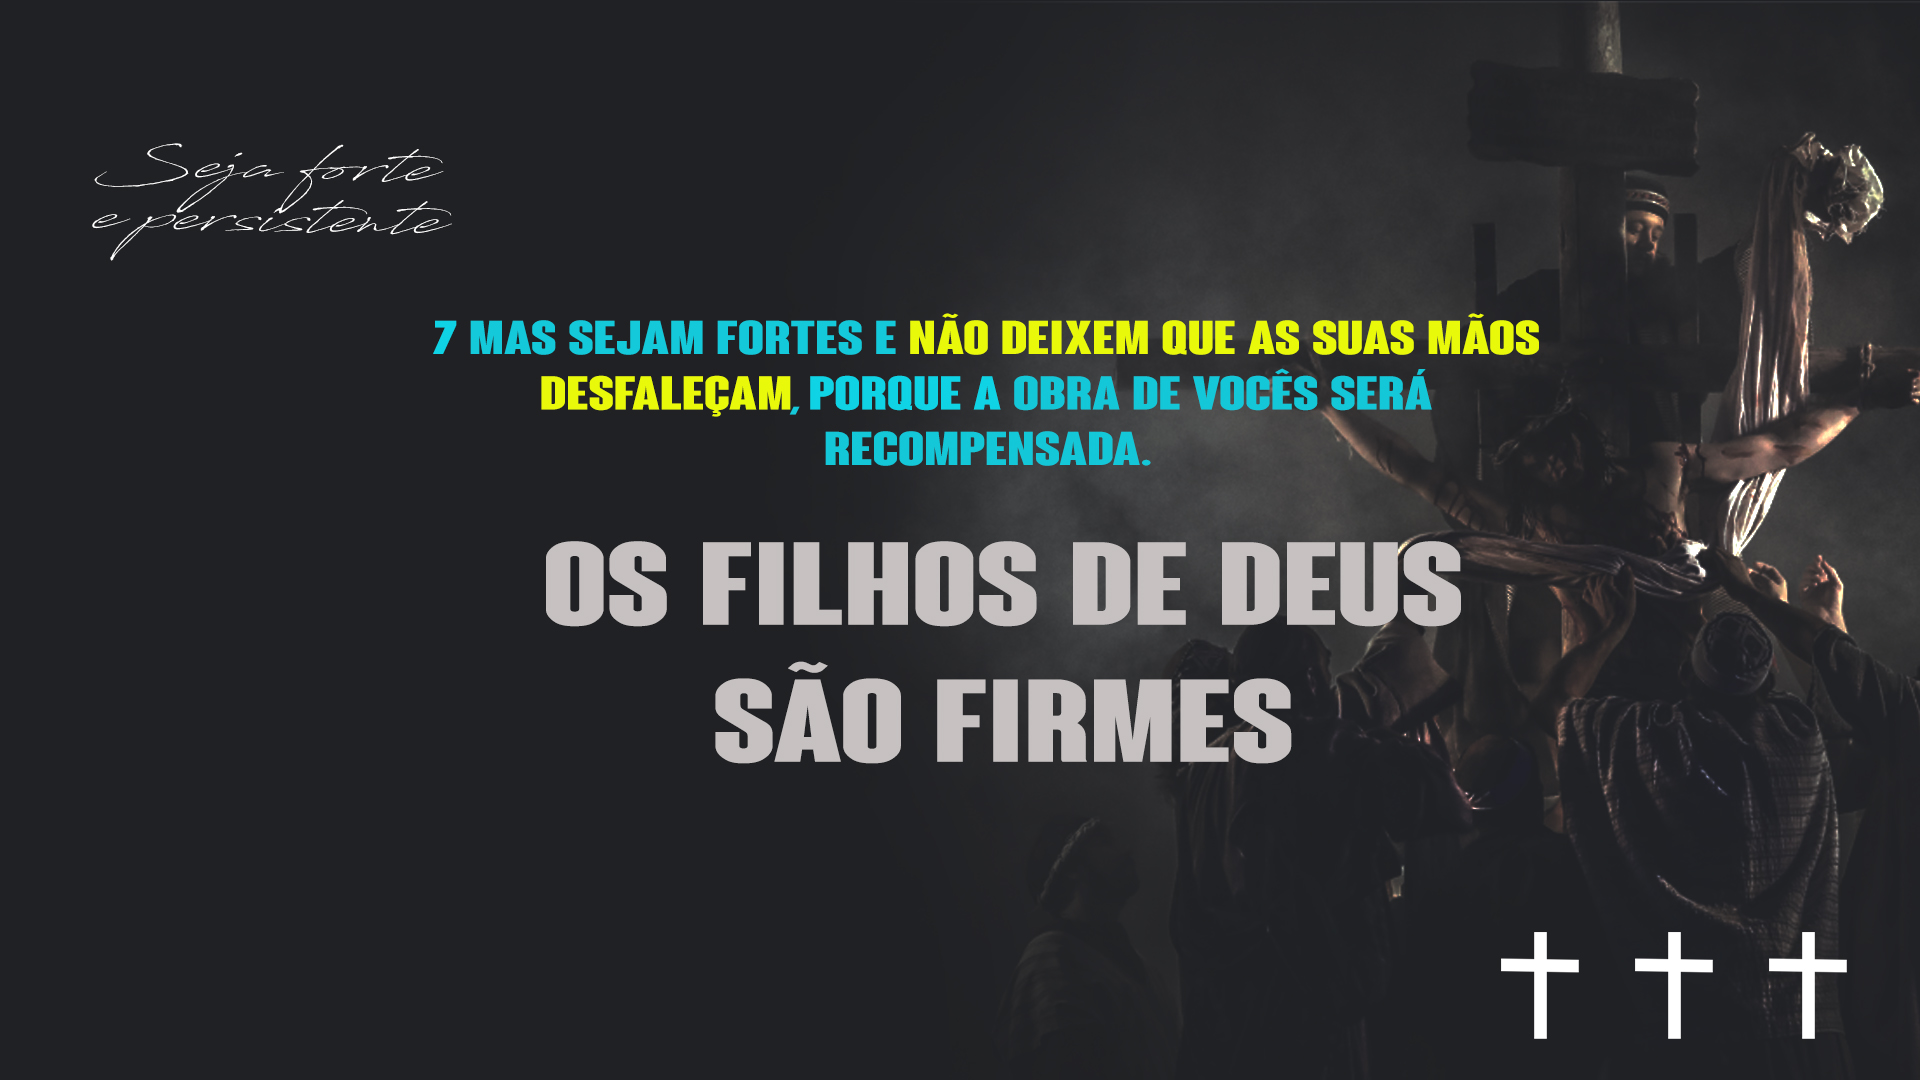 Seja forte
e persistente
7 MAS SEJAM FORTES E NÃO DEIXEM QUE AS SUAS MÃOS
DESFALEÇAM, PORQUE A OBRA DE VOCÊS SERÁ
RECOMPENSADA.
OS FILHOS DE DEUS
SÃO FIRMES